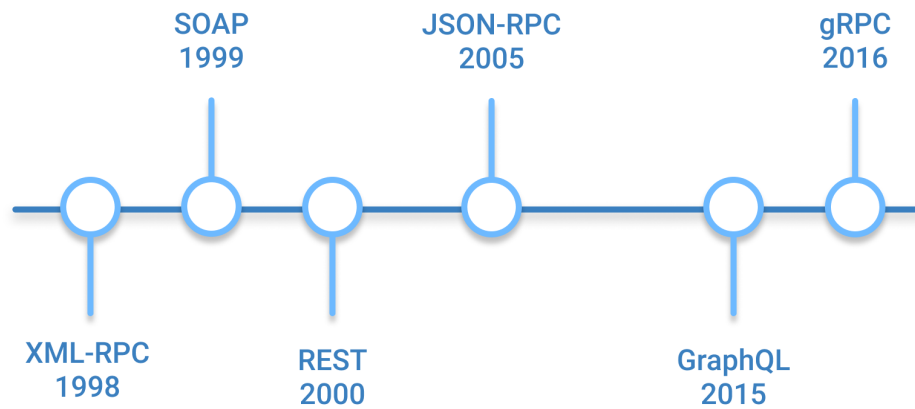 SOAP
1999
JSON-RPC
2005
gRPC
2016
XML-RPC
1998
REST
2000
GraphQL
2015